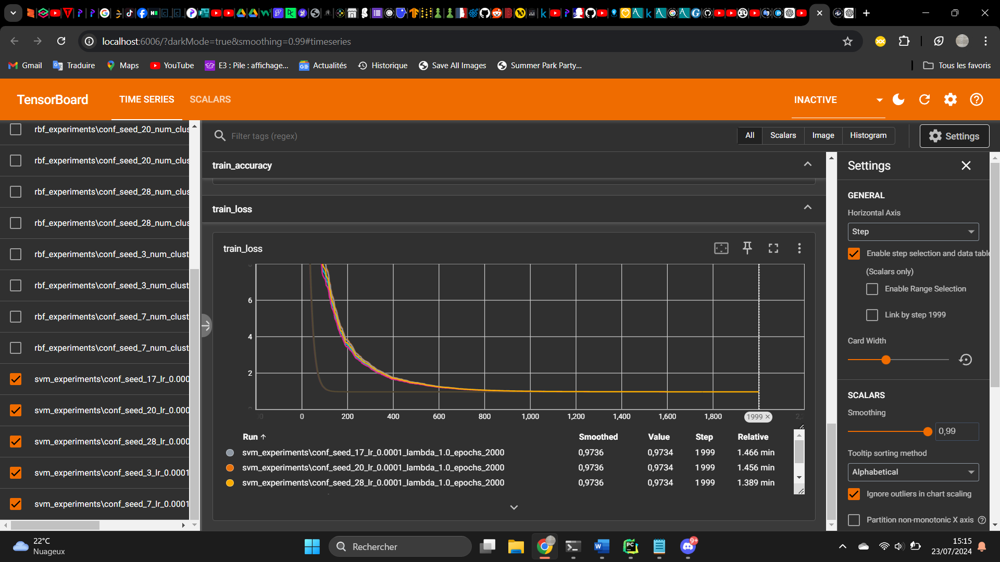 localhost:6006/?darkMode=true&smoothing=0.99#timeseries
Gmail
Traduire
Maps
YouTube
E3 : Pile : affichage...
Actualités
Historique
Save All Images
Summer Park Party...
Tous les favoris
TensorBoard
TIME SERIES
SCALARS
INACTIVE
rbf_experiments\conf_seed_20_num_clus
rbf_experiments\conf_seed_20_num_clus
rbf_experiments\conf_seed_28_num_clus
rbf_experiments\conf_seed_28_num_clus
rbf_experiments\conf_seed_3_num_clust
rbf_experiments\conf_seed_3_num_clust
rbf_experiments\conf_seed_7_num_clust
rbf_experiments\conf_seed_7_num_clust
svm_experiments\conf_seed_17_lr_0.000
svm_experiments\conf_seed_20_lr_0.000
svm_experiments\conf_seed_28_lr_0.000
svm_experiments\conf_seed_3_lr_0.0001
svm_experiments\conf_seed_7_lr_0.0001
Filter tags (regex)
All
Scalars
Image
Histogram
Settings
train_accuracy
train_loss
train_loss
6
4
2
0
200
400
600
800
1,000
1,200
1,400
1,600
1,800
1999
Run Smoothed Value Step Relative
svm_experiments\conf_seed_17_lr_0.0001_lambda_1.0_epochs_2000 0,9736 0,9734 1 999 1.466 min
svm_experiments\conf_seed_20_lr_0.0001_lambda_1.0_epochs_2000 0,9736 0,9734 1 999 1.456 min
svm_experiments\conf_seed_28_lr_0.0001_lambda_1.0_epochs_2000 0,9736 0,9734 1 999 1.389 min
Settings
GENERAL
Horizontal Axis
Step
Enable step selection and data table
(Scalars only)
Enable Range Selection
Link by step 1999
Card Width
SCALARS
Smoothing
0,99
Tooltip sorting method
Alphabetical
Ignore outliers in chart scaling
Partition non-monotonic X axis
22°C
Nuageux
Rechercher
9+
15:15
23/07/2024